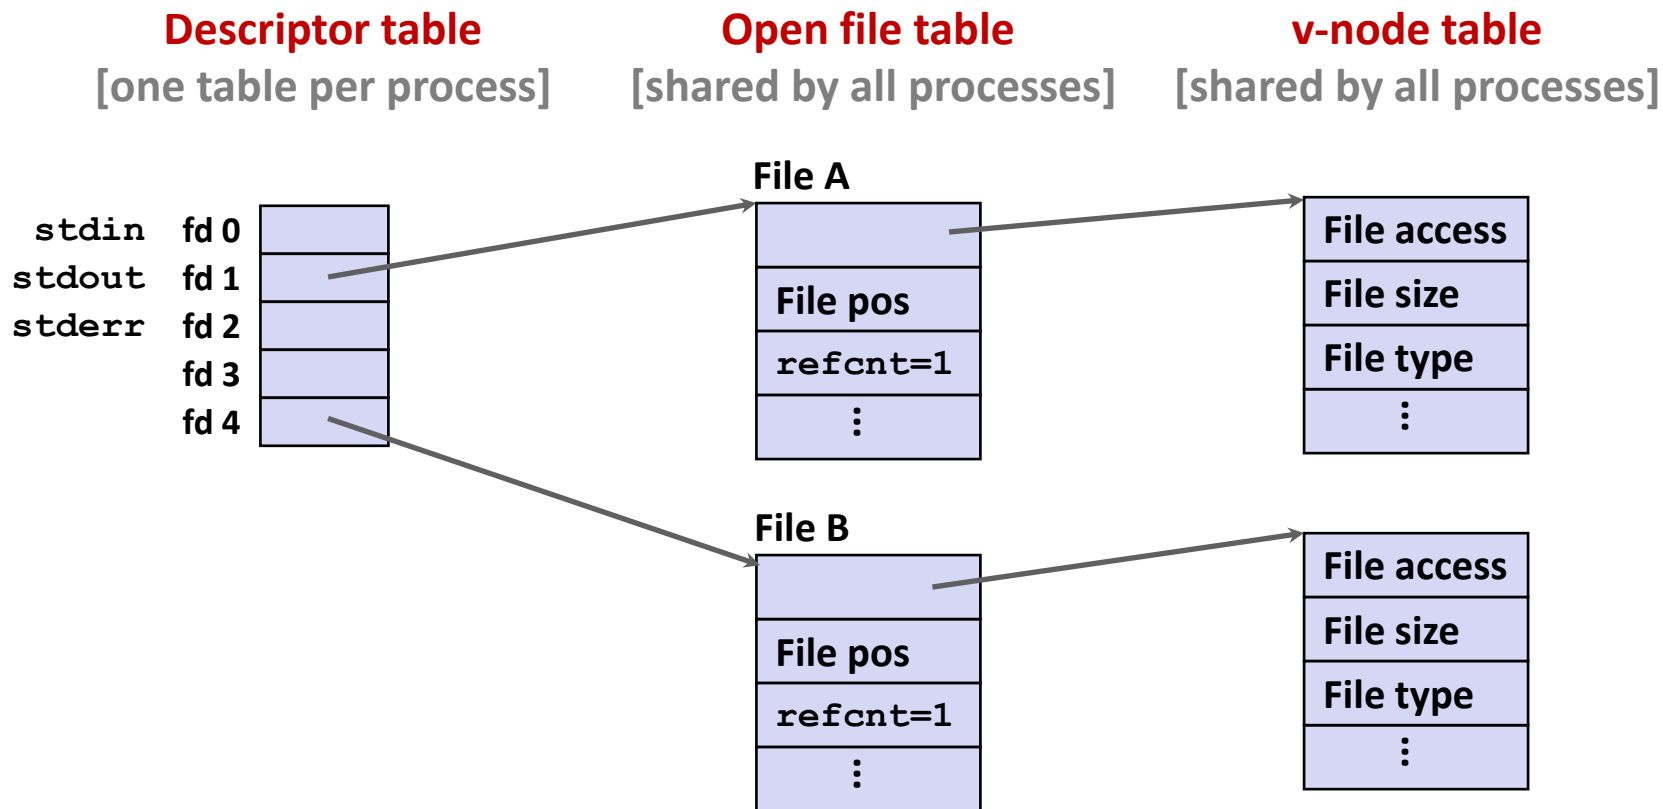 Descriptor table
[one table per process]
Open file table
[shared by all processes]
v-node table
[shared by all processes]
stdin fd 0
stdout fd 1
stderr fd 2
fd 3
fd 4
File A
File pos
refcnt=1
⋮
File access
File size
File type
⋮
File B
File pos
refcnt=1
⋮
File access
File size
File type
⋮